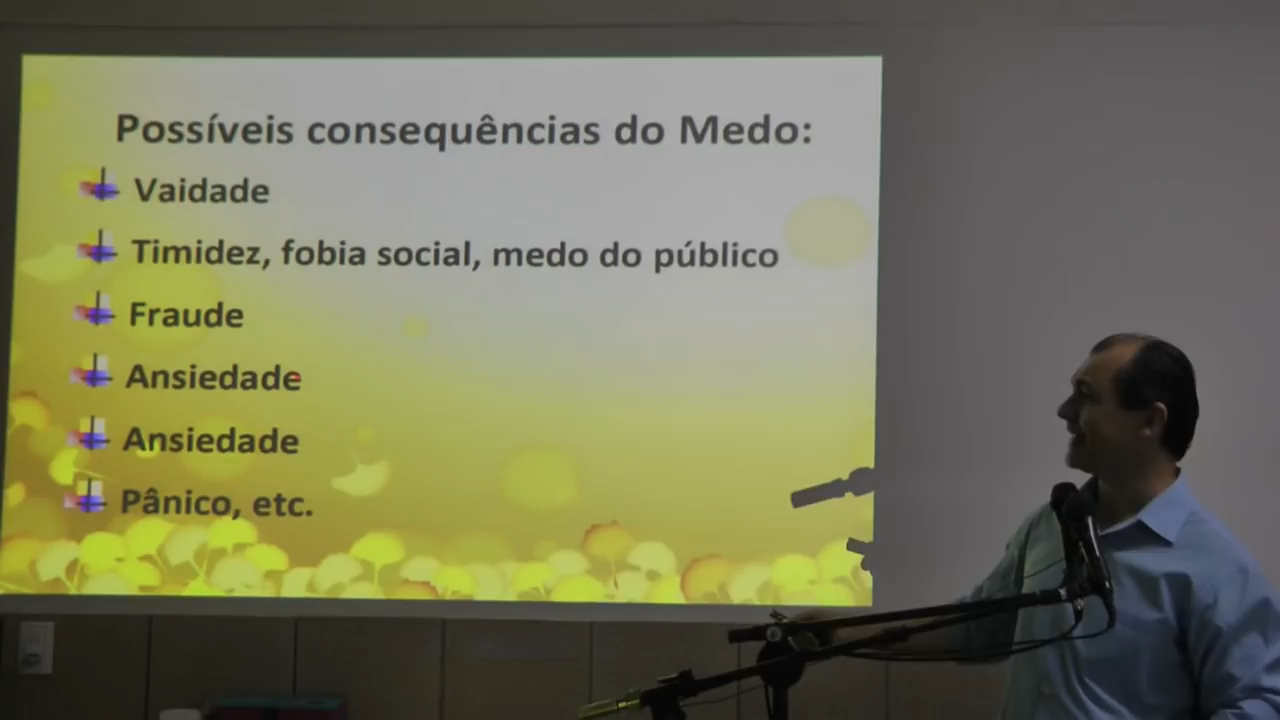 Possíveis consequências do Medo:
Vaidade
Timidez, fobia social, medo do público
Fraude
Ansiedade
Ansiedade
Pânico, etc.